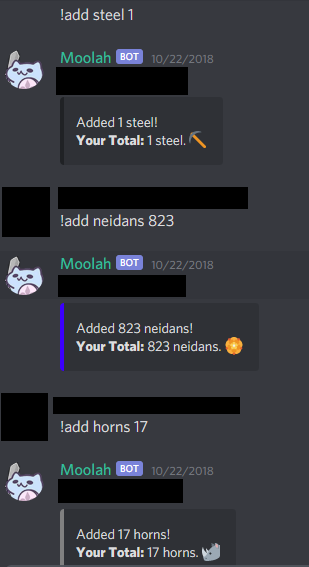 !add steel 1
Moolah BOT 10/22/2018
Added 1 steel!
Your Total: 1 steel.
!add neidans 823
Moolah BOT 10/22/2018
Added 823 neidans!
Your Total: 823 neidans.
!add horns 17
Moolah BOT 10/22/2018
Added 17 horns!
Your Total: 17 horns.